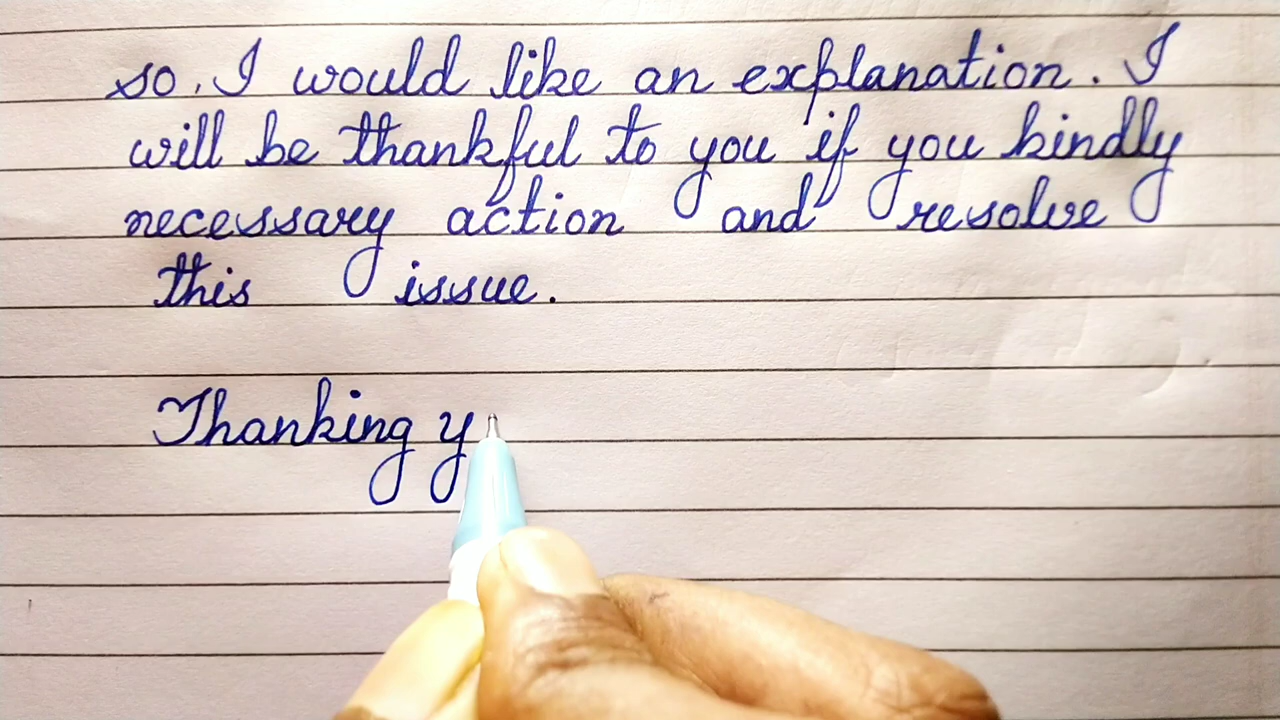 so, I would like an explanation. I
will be thankful to you if you kindly
necessary action and resolve
this issue.
Thanking y